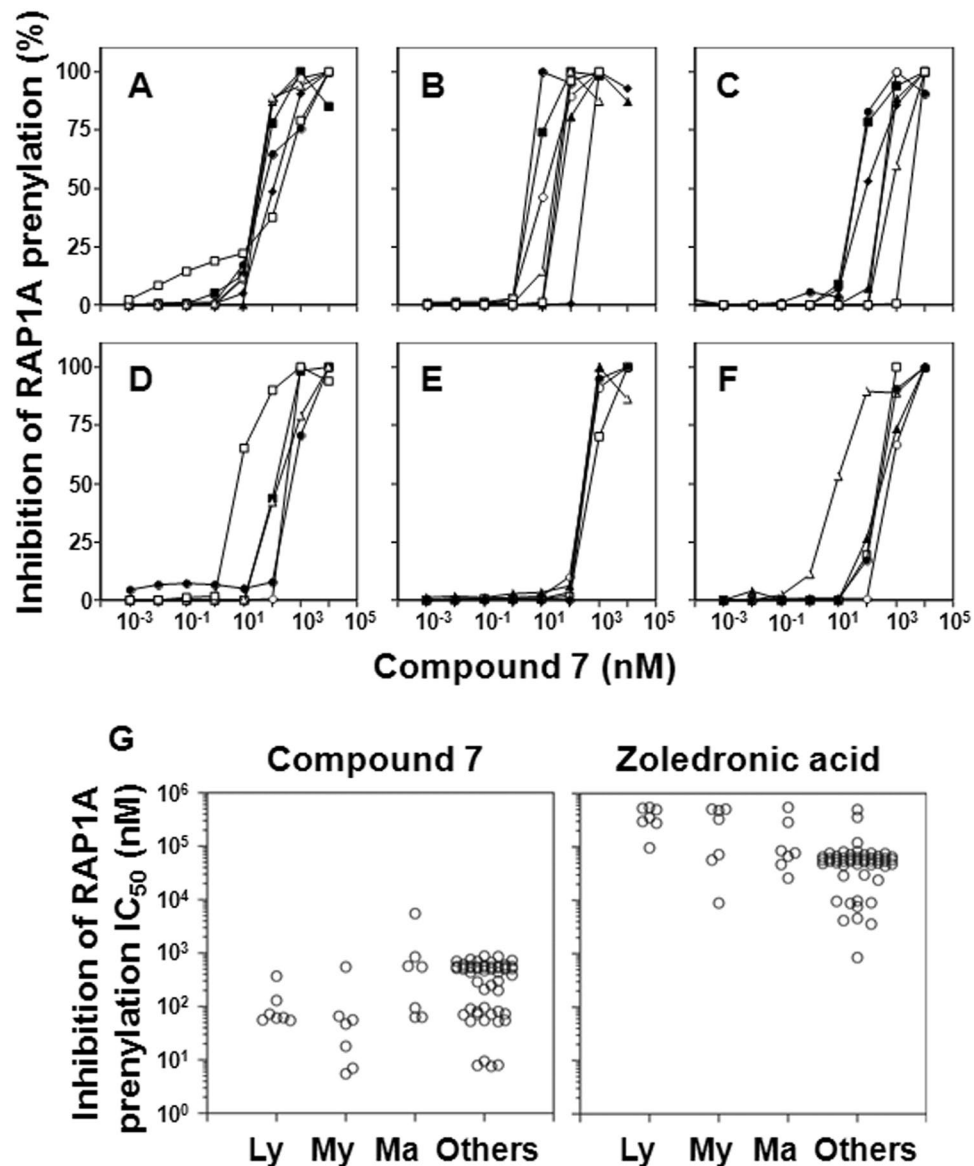 Inhibition of RAP1A prenylation (%)
A
B
C
100
75
50
25
0
D
E
F
100
75
50
25
0
10-3 10-1 101 103 105
10-3 10-1 101 103 105
10-3 10-1 101 103 105
Compound 7 (nM)
G
Compound 7
Zoledronic acid
Inhibition of RAP1A
prenylation IC50 (nM)
106
105
104
103
102
101
100
Ly My Ma Others
Ly My Ma Others